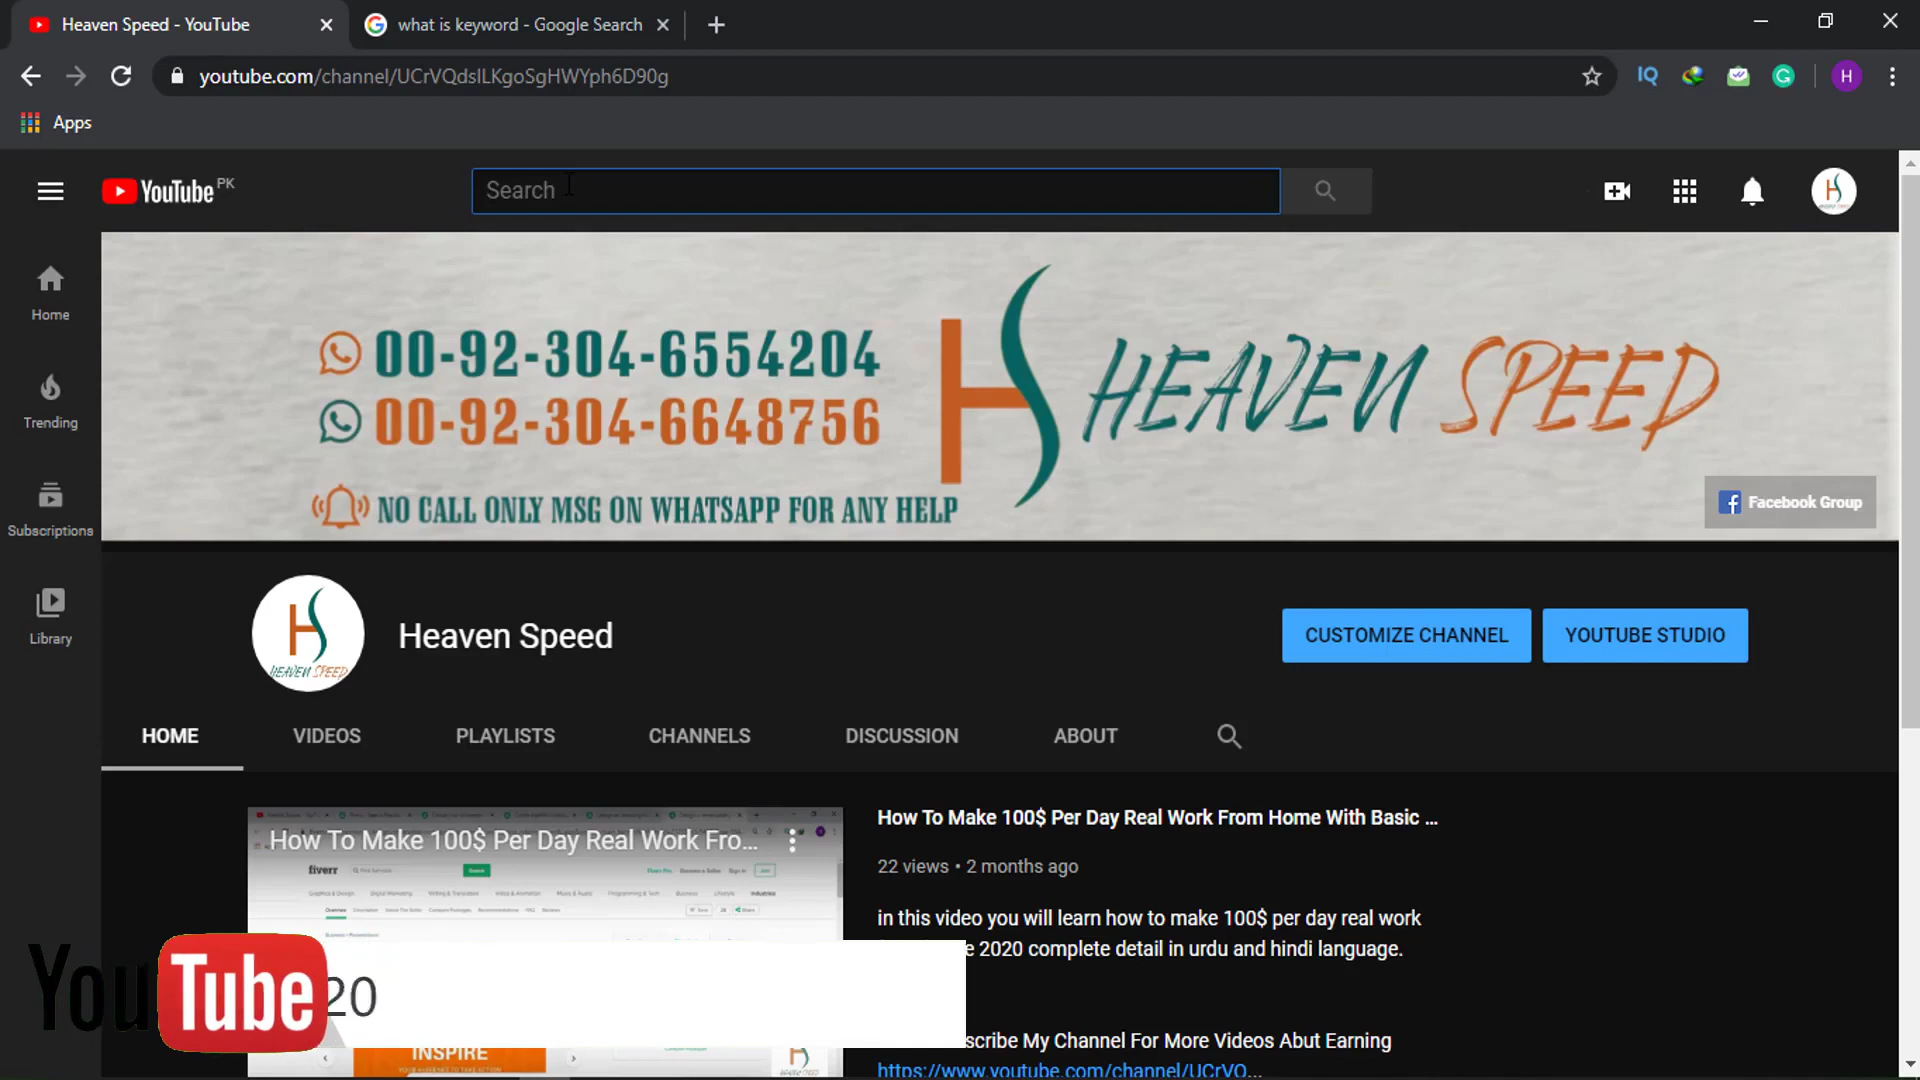 Heaven Speed - YouTube
what is keyword - Google Search
youtube.com/channel/UCrVQdslLKgoSgHWYph6D90g
IQ
H
Apps
YouTube PK
Search
Home
Trending
Subscriptions
Library
00-92-304-6554204
00-92-304-6648756
NO CALL ONLY MSG ON WHATSAPP FOR ANY HELP
HEAVEN SPEED
Facebook Group
HEAVEN SPEED
Heaven Speed
CUSTOMIZE CHANNEL
YOUTUBE STUDIO
HOME
VIDEOS
PLAYLISTS
CHANNELS
DISCUSSION
ABOUT
How To Make 100$ Per Day Real Work Fro...
fiverr
How To Make 100$ Per Day Real Work From Home With Basic ...
22 views • 2 months ago
in this video you will learn how to make 100$ per day real work
e 2020 complete detail in urdu and hindi language.
scribe My Channel For More Videos Abut Earning
https://www.youtube.com/channel/UCrVQ...
YouTube
20
INSPIRE